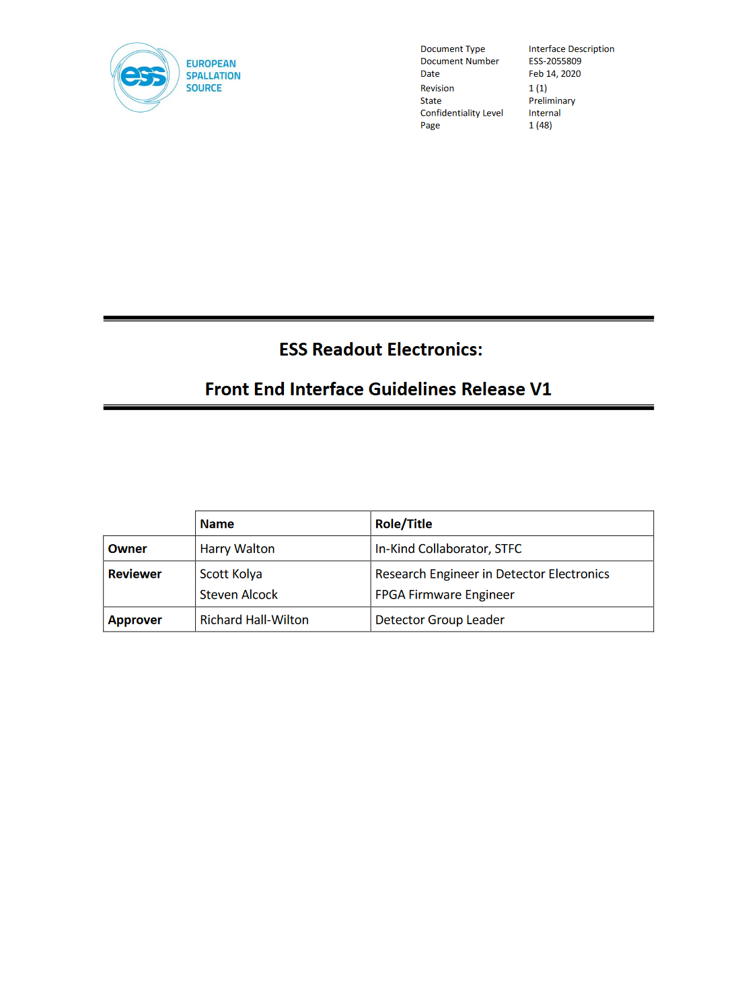 ess
EUROPEAN
SPALLATION
SOURCE
Document Type Interface Description
Document Number ESS-2055809
Date Feb 14, 2020
Revision 1 (1)
State Preliminary
Confidentiality Level Internal
Page 1 (48)
ESS Readout Electronics:
Front End Interface Guidelines Release V1
Name Role/Title
Owner Harry Walton In-Kind Collaborator, STFC
Reviewer Scott Kolya Research Engineer in Detector Electronics
Steven Alcock FPGA Firmware Engineer
Approver Richard Hall-Wilton Detector Group Leader